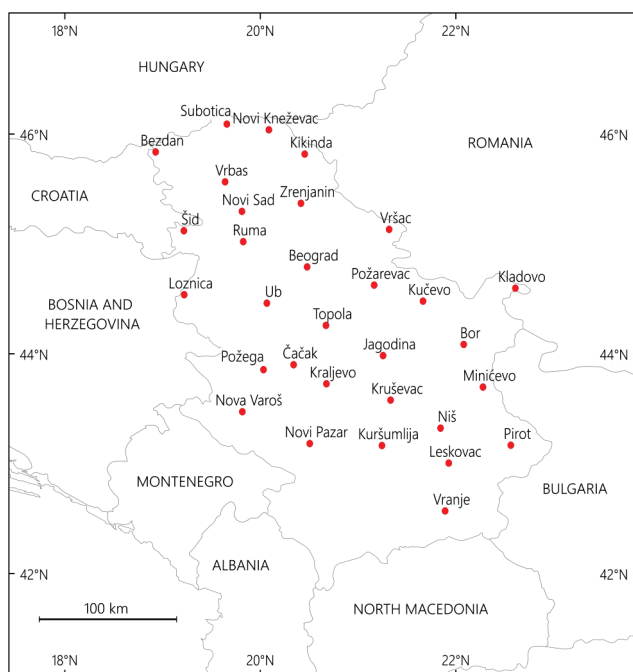 18°N
20°N
22°N
HUNGARY
Subotica
Novi Kneževac
46°N
46°N
Bezdan
Kikinda
ROMANIA
Vrbas
CROATIA
Zrenjanin
Novi Sad
Šid
Vršac
Ruma
Beograd
Požarevac
Kladovo
Loznica
Ub
Kučevo
BOSNIA AND
HERZEGOVINA
Topola
Bor
44°N
44°N
Požega
Čačak
Jagodina
Kraljevo
Minićevo
Kruševac
Nova Varoš
Niš
Novi Pazar
Kuršumlija
Pirot
Leskovac
MONTENEGRO
BULGARIA
Vranje
ALBANIA
42°N
42°N
100 km
NORTH MACEDONIA
18°N
20°N
22°N